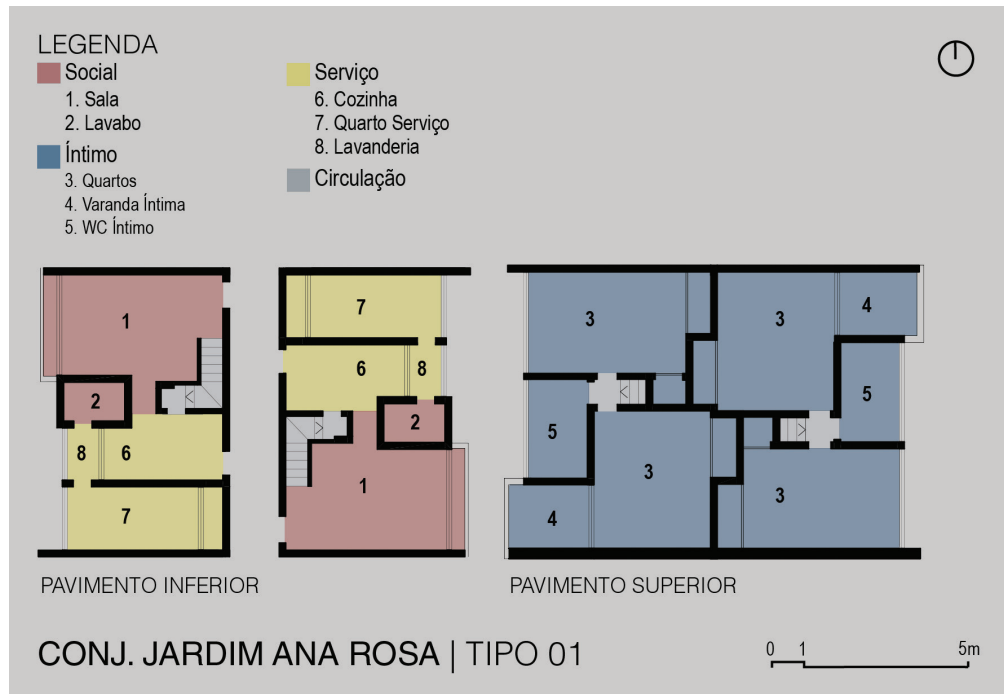 LEGENDA
Social
1. Sala
2. Lavabo
Íntimo
3. Quartos
4. Varanda Íntima
5. WC Íntimo
Serviço
6. Cozinha
7. Quarto Serviço
8. Lavanderia
Circulação
1
2
8 6
7
7
6 8
2
1
3 3 4
5 5
3 3
4
PAVIMENTO INFERIOR
PAVIMENTO SUPERIOR
CONJ. JARDIM ANA ROSA | TIPO 01
0 1 5m